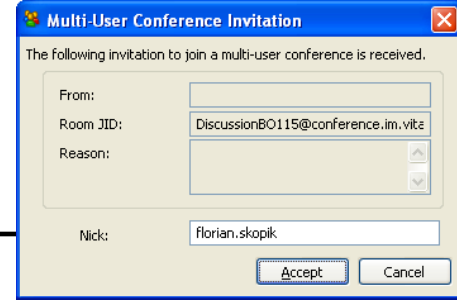 Multi-User Conference Invitation
The following invitation to join a multi-user conference is received.
From:
Room JID: DiscussionBO115@conference.im.vita
Reason:
Nick: florian.skopik
Accept Cancel